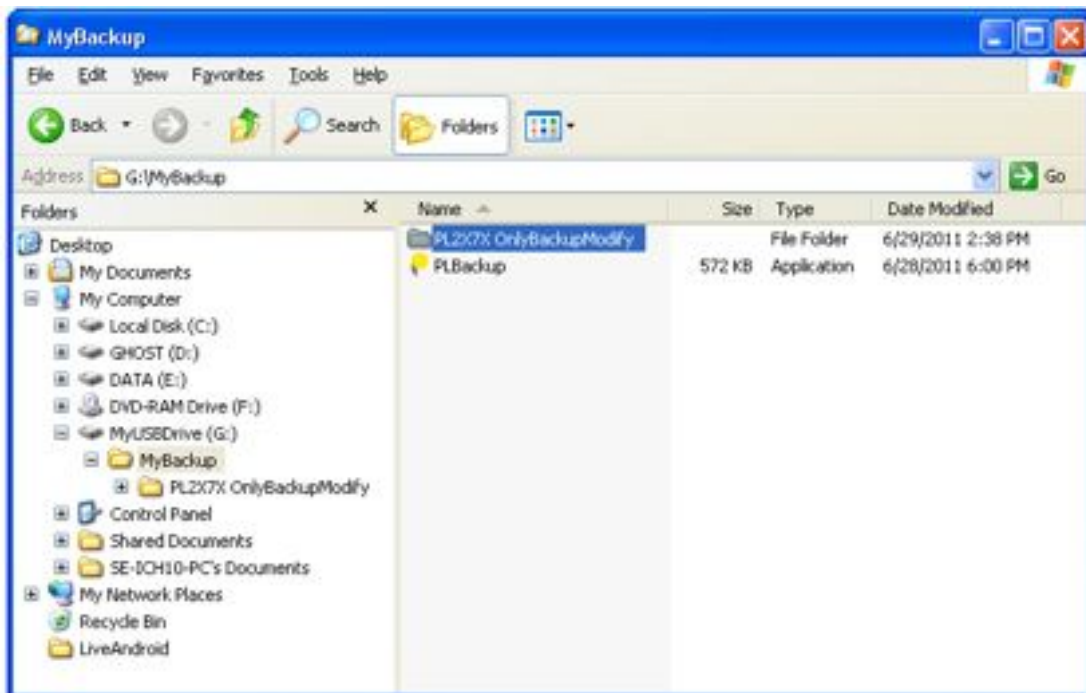 MyBackup
File Edit View Favorites Tools Help
Back Search Folders
Address G:\MyBackup Go
Folders Name Size Type Date Modified
Desktop PL2X7X OnlyBackupModify File Folder 6/29/2011 2:38 PM
My Documents PLBackup 572 KB Application 6/28/2011 6:00 PM
My Computer
Local Disk (C:)
GHOST (D:)
DATA (E:)
DVD-RAM Drive (F:)
MyUSBDrive (G:)
MyBackup
PL2X7X OnlyBackupModify
Control Panel
Shared Documents
SE-ICH10-PC's Documents
My Network Places
Recycle Bin
LiveAndroid